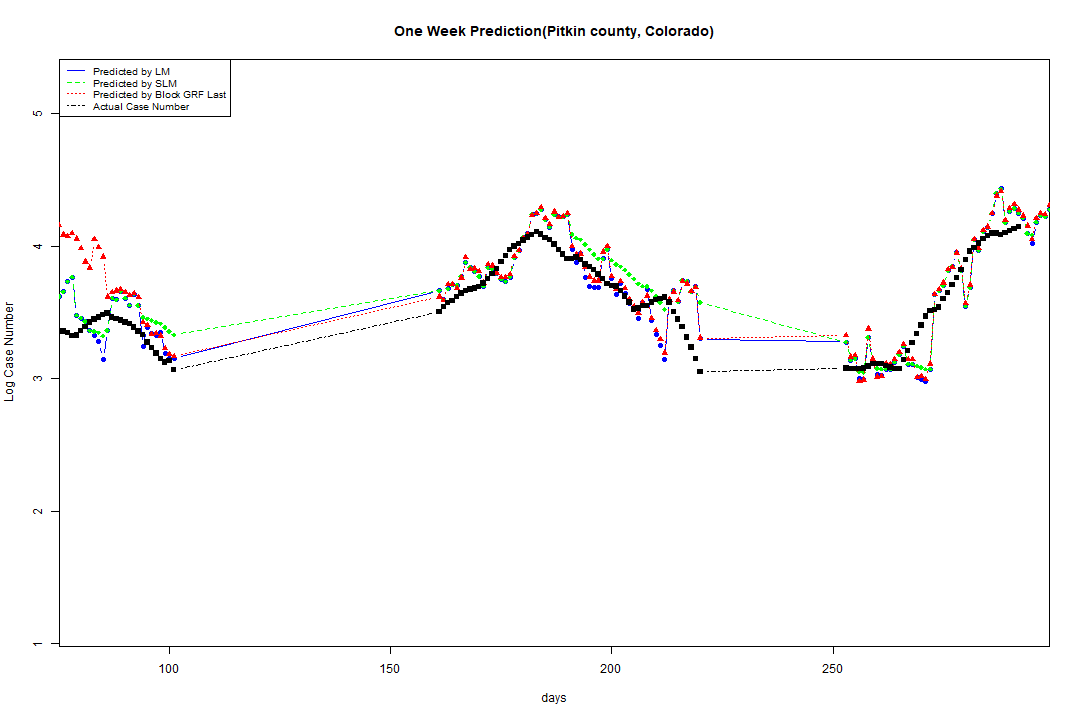 One Week Prediction(Pitkin county, Colorado)
Predicted by LM
Predicted by SLM
Predicted by Block GRF Last
Actual Case Number
5
4
3
2
1
Log Case Number
100 150 200 250
days